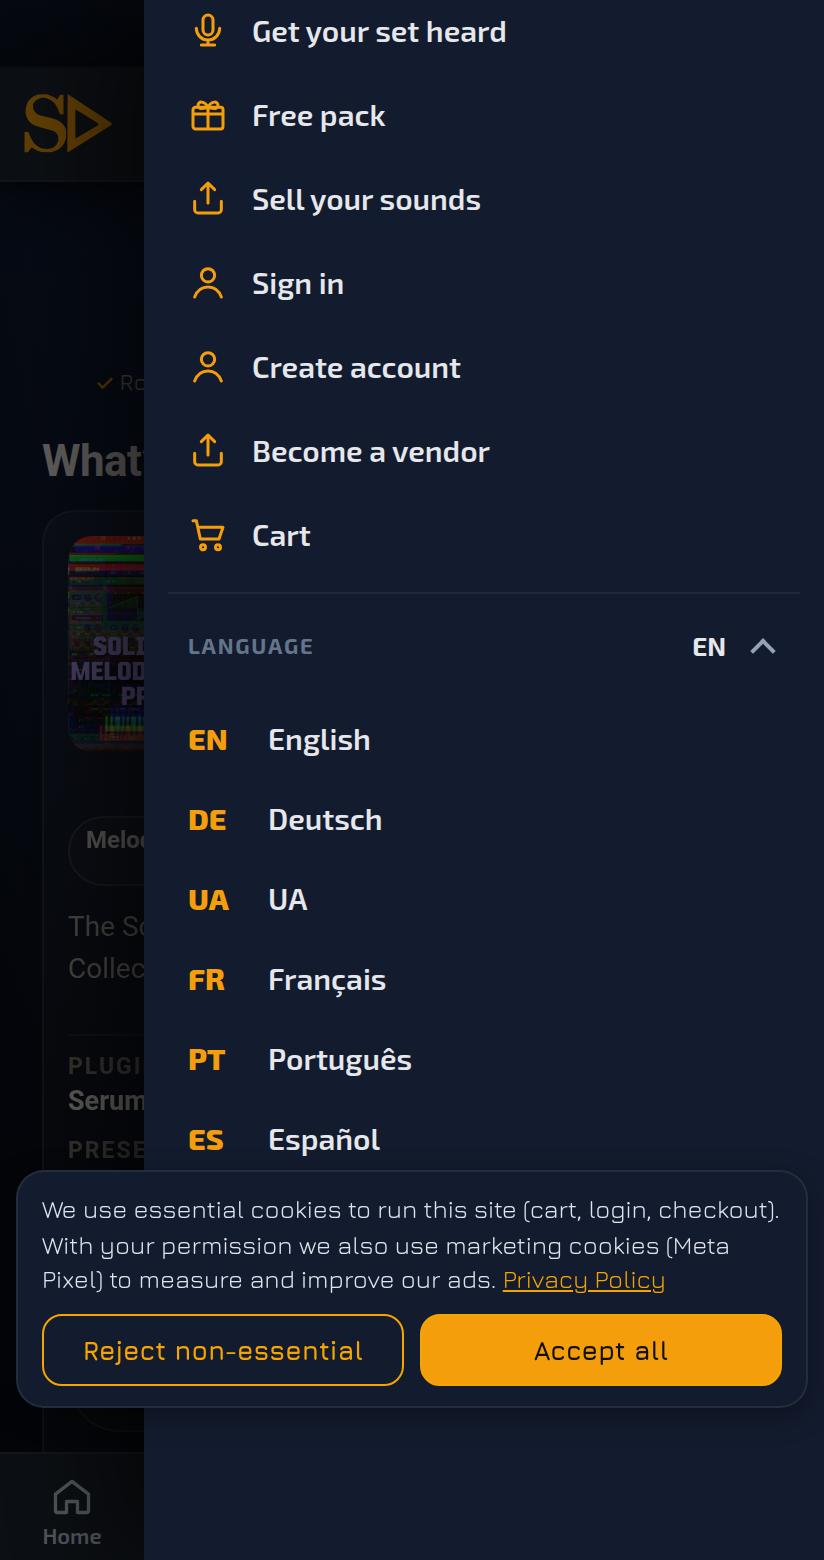 Get your set heard
Free pack
Sell your sounds
Sign in
Create account
Become a vendor
Cart
LANGUAGE
EN
EN English
DE Deutsch
UA UA
FR Français
PT Português
ES Español
We use essential cookies to run this site (cart, login, checkout).
With your permission we also use marketing cookies (Meta
Pixel) to measure and improve our ads. Privacy Policy
Reject non-essential
Accept all
Home